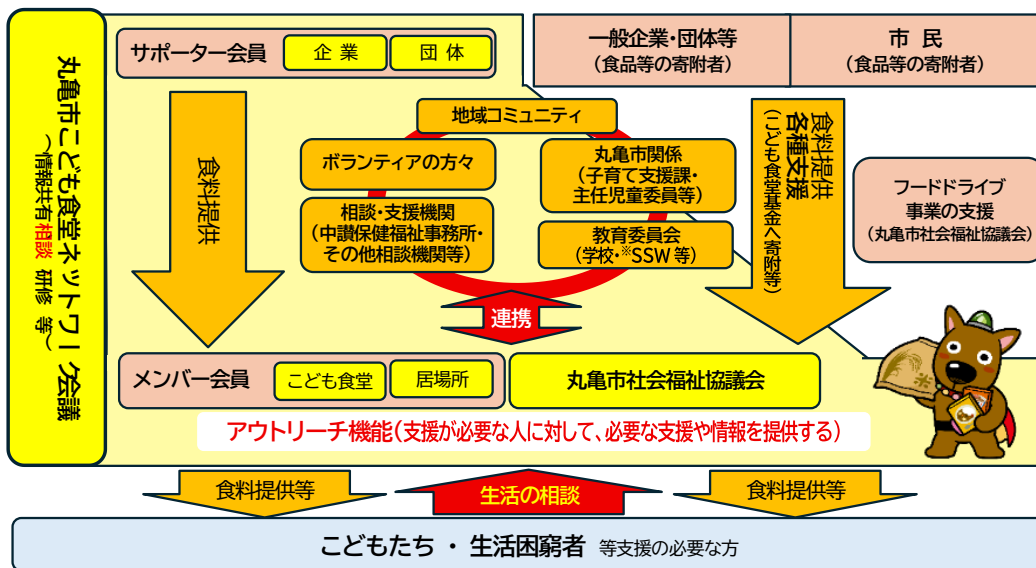 丸亀市こども食堂ネットワーク会議
～情報共有 相談 研修 等～
サポーター会員
企 業
団 体
一般企業・団体等
（食品等の寄附者）
市 民
（食品等の寄附者）
食料提供
地域コミュニティ
ボランティアの方々
丸亀市関係
（子育て支援課・
主任児童委員等）
相談・支援機関
（中讃保健福祉事務所・
その他相談機関等）
教育委員会
（学校・※SSW 等）
連携
食料提供
各種支援
（こども食堂基金へ寄附等）
フードドライブ
事業の支援
（丸亀市社会福祉協議会）
メンバー会員
こども食堂
居場所
丸亀市社会福祉協議会
アウトリーチ機能（支援が必要な人に対して、必要な支援や情報を提供する）
食料提供等
生活の相談
食料提供等
こどもたち ・ 生活困窮者 等支援の必要な方